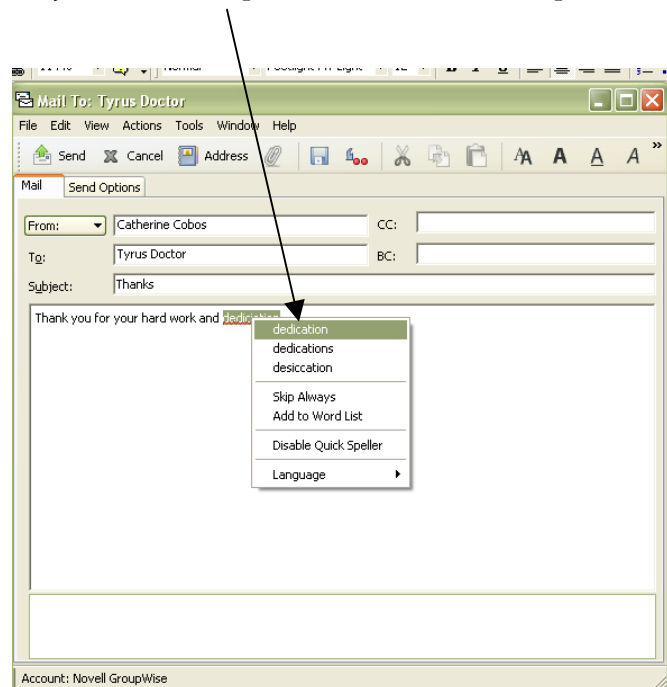 Mail To: Tyrus Doctor
File Edit View Actions Tools Window Help
Send Cancel Address
Mail Send Options
From: Catherine Cobos CC:
To: Tyrus Doctor BC:
Subject: Thanks
Thank you for your hard work and
dedication
dedications
desiccation
Skip Always
Add to Word List
Disable Quick Speller
Language
Account: Novell GroupWise